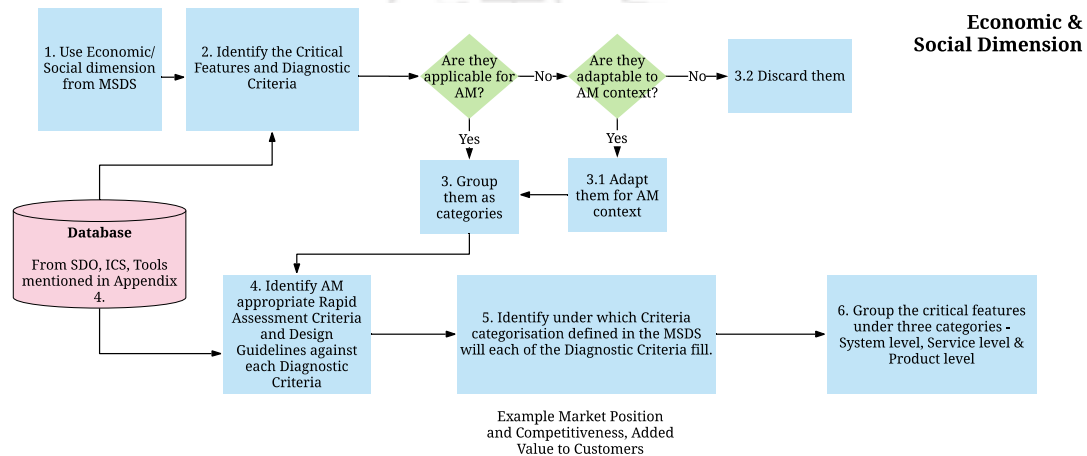 Economic &
Social Dimension
1. Use Economic/
Social dimension
from MSDS
2. Identify the Critical
Features and Diagnostic
Criteria
Are they
applicable for
AM?
No
Are they
adaptable to
AM context?
No
3.2 Discard them
Yes
Yes
3. Group
them as
categories
3.1 Adapt
them for AM
context
Database
From SDO, ICS, Tools
mentioned in Appendix
4.
4. Identify AM
appropriate Rapid
Assessment Criteria
and Design
Guidelines against
each Diagnostic
Criteria
5. Identify under which Criteria
categorisation defined in the MSDS
will each of the Diagnostic Criteria fill.
6. Group the critical features
under three categories -
System level, Service level &
Product level
Example Market Position
and Competitiveness, Added
Value to Customers